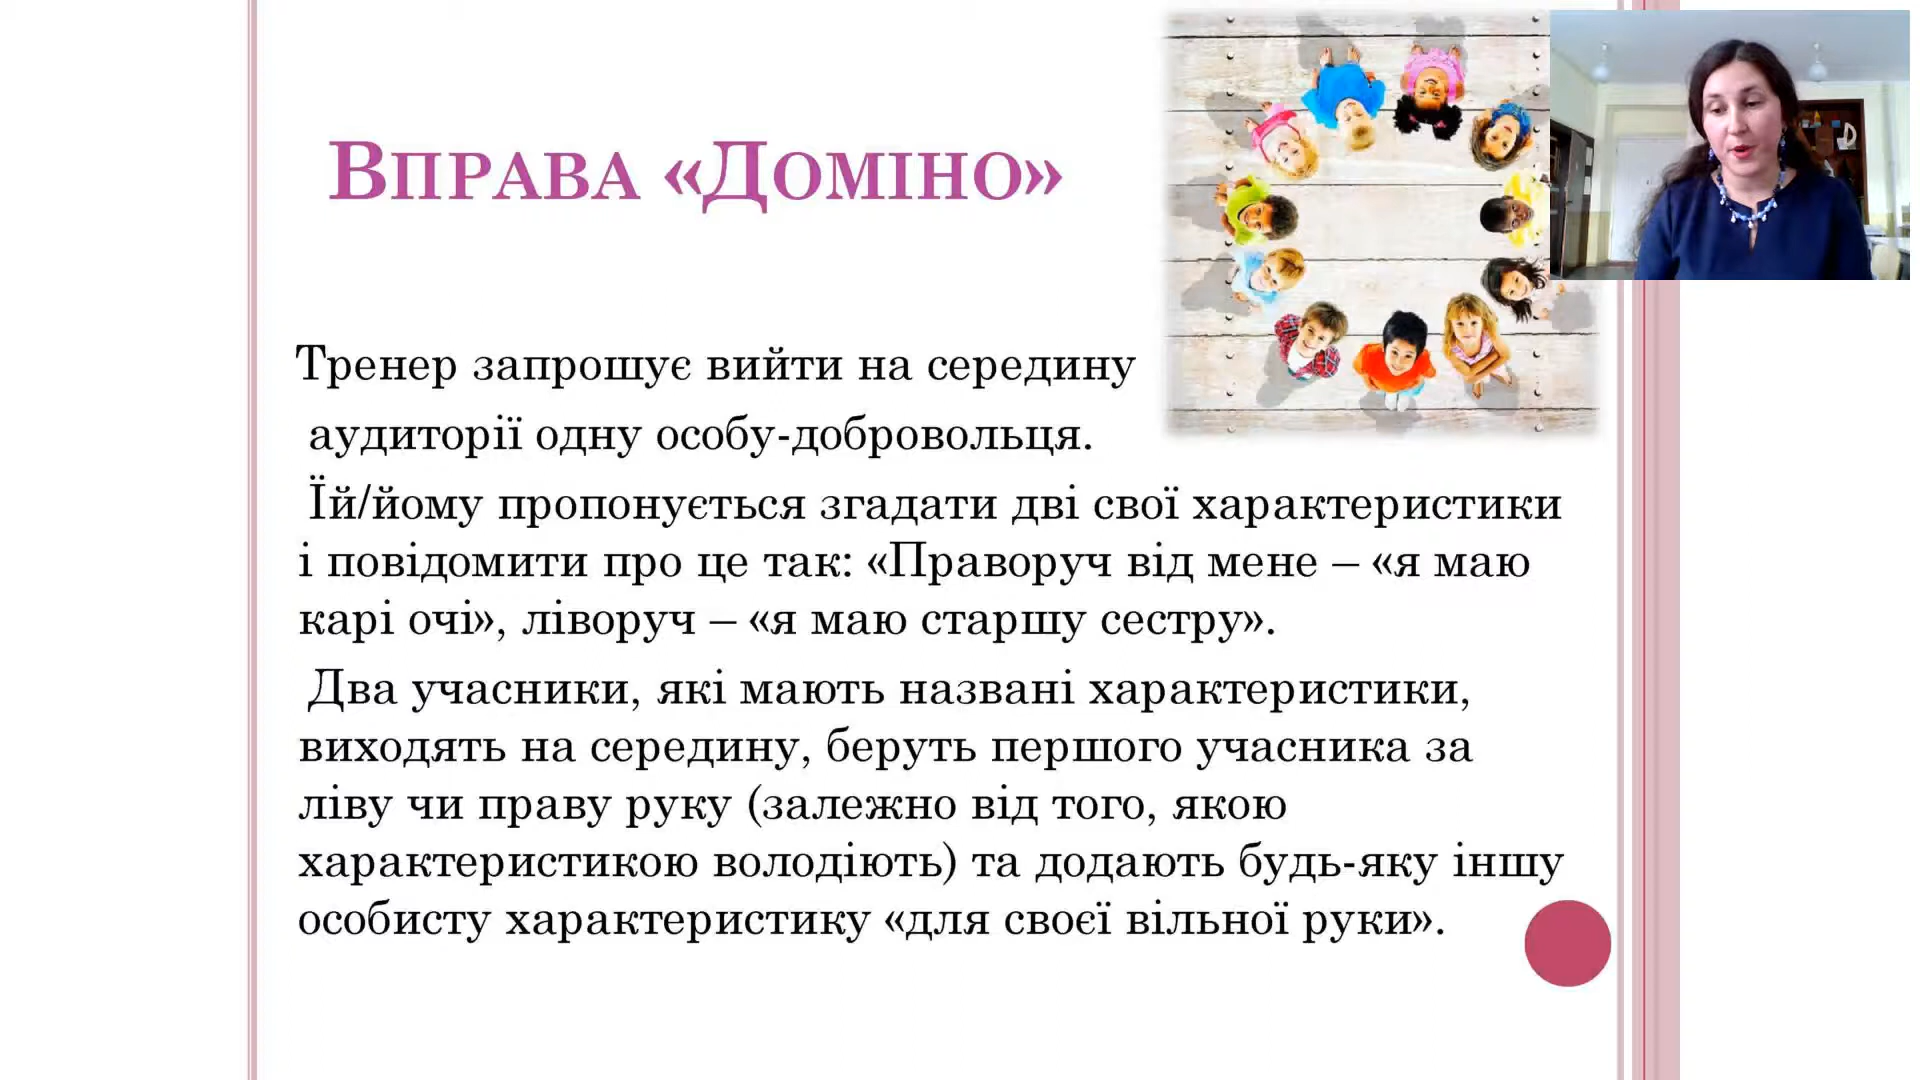 Вправа «Доміно»
Тренер запрошує вийти на середину
аудиторії одну особу-добровольця.
Їй/йому пропонується згадати дві свої характеристики
і повідомити про це так: «Праворуч від мене – «я маю
карі очі», ліворуч – «я маю старшу сестру».
Два учасники, які мають названі характеристики,
виходять на середину, беруть першого учасника за
ліву чи праву руку (залежно від того, якою
характеристикою володіють) та додають будь-яку іншу
особисту характеристику «для своєї вільної руки».